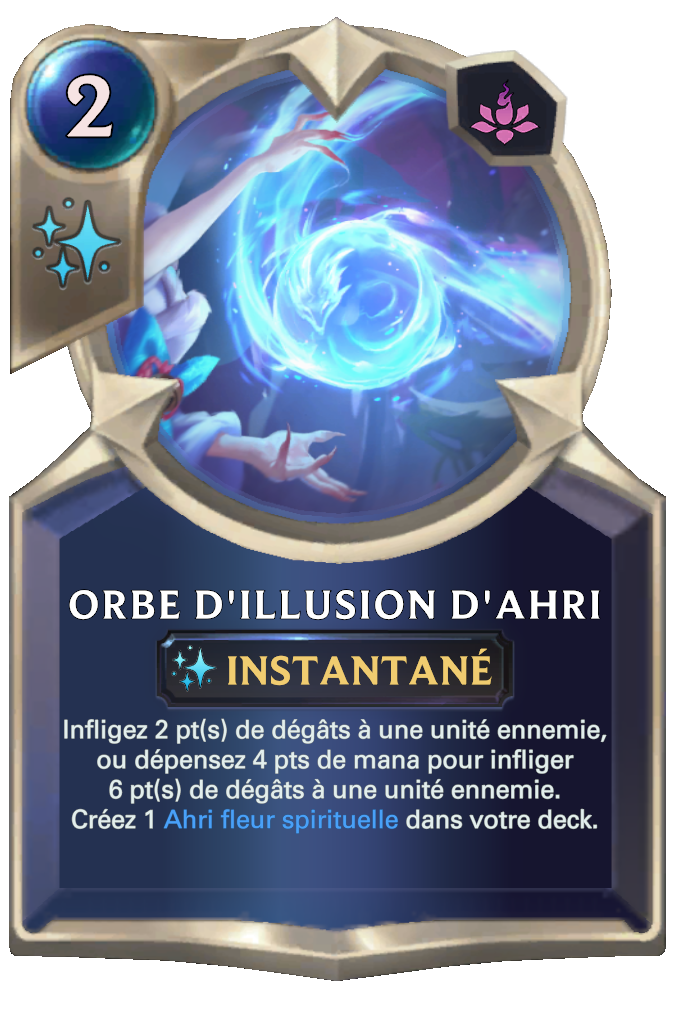 2
ORBE D'ILLUSION D'AHRI
INSTANTANÉ
Infligez 2 pt(s) de dégâts à une unité ennemie,
ou dépensez 4 pts de mana pour infliger
6 pt(s) de dégâts à une unité ennemie.
Créez 1 Ahri fleur spirituelle dans votre deck.